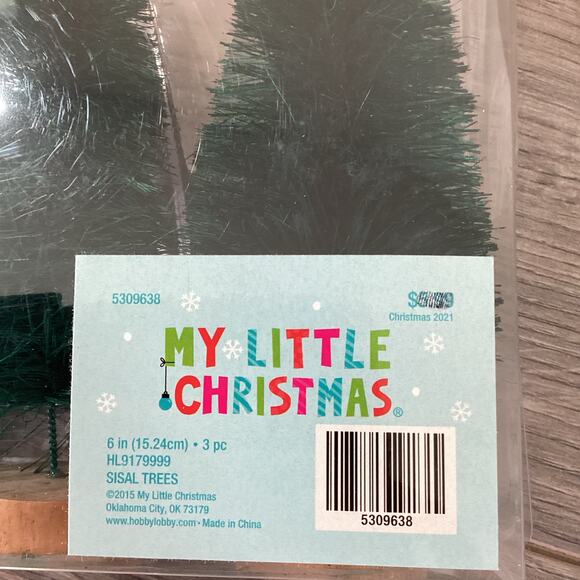 5309638
$
Christmas 2021
MY LITTLE
CHRISTMAS®
6 in (15.24cm) • 3 pc
HL9179999
SISAL TREES
©2015 My Little Christmas
Oklahoma City, OK 73179
www.hobbylobby.com • Made in China
5309638